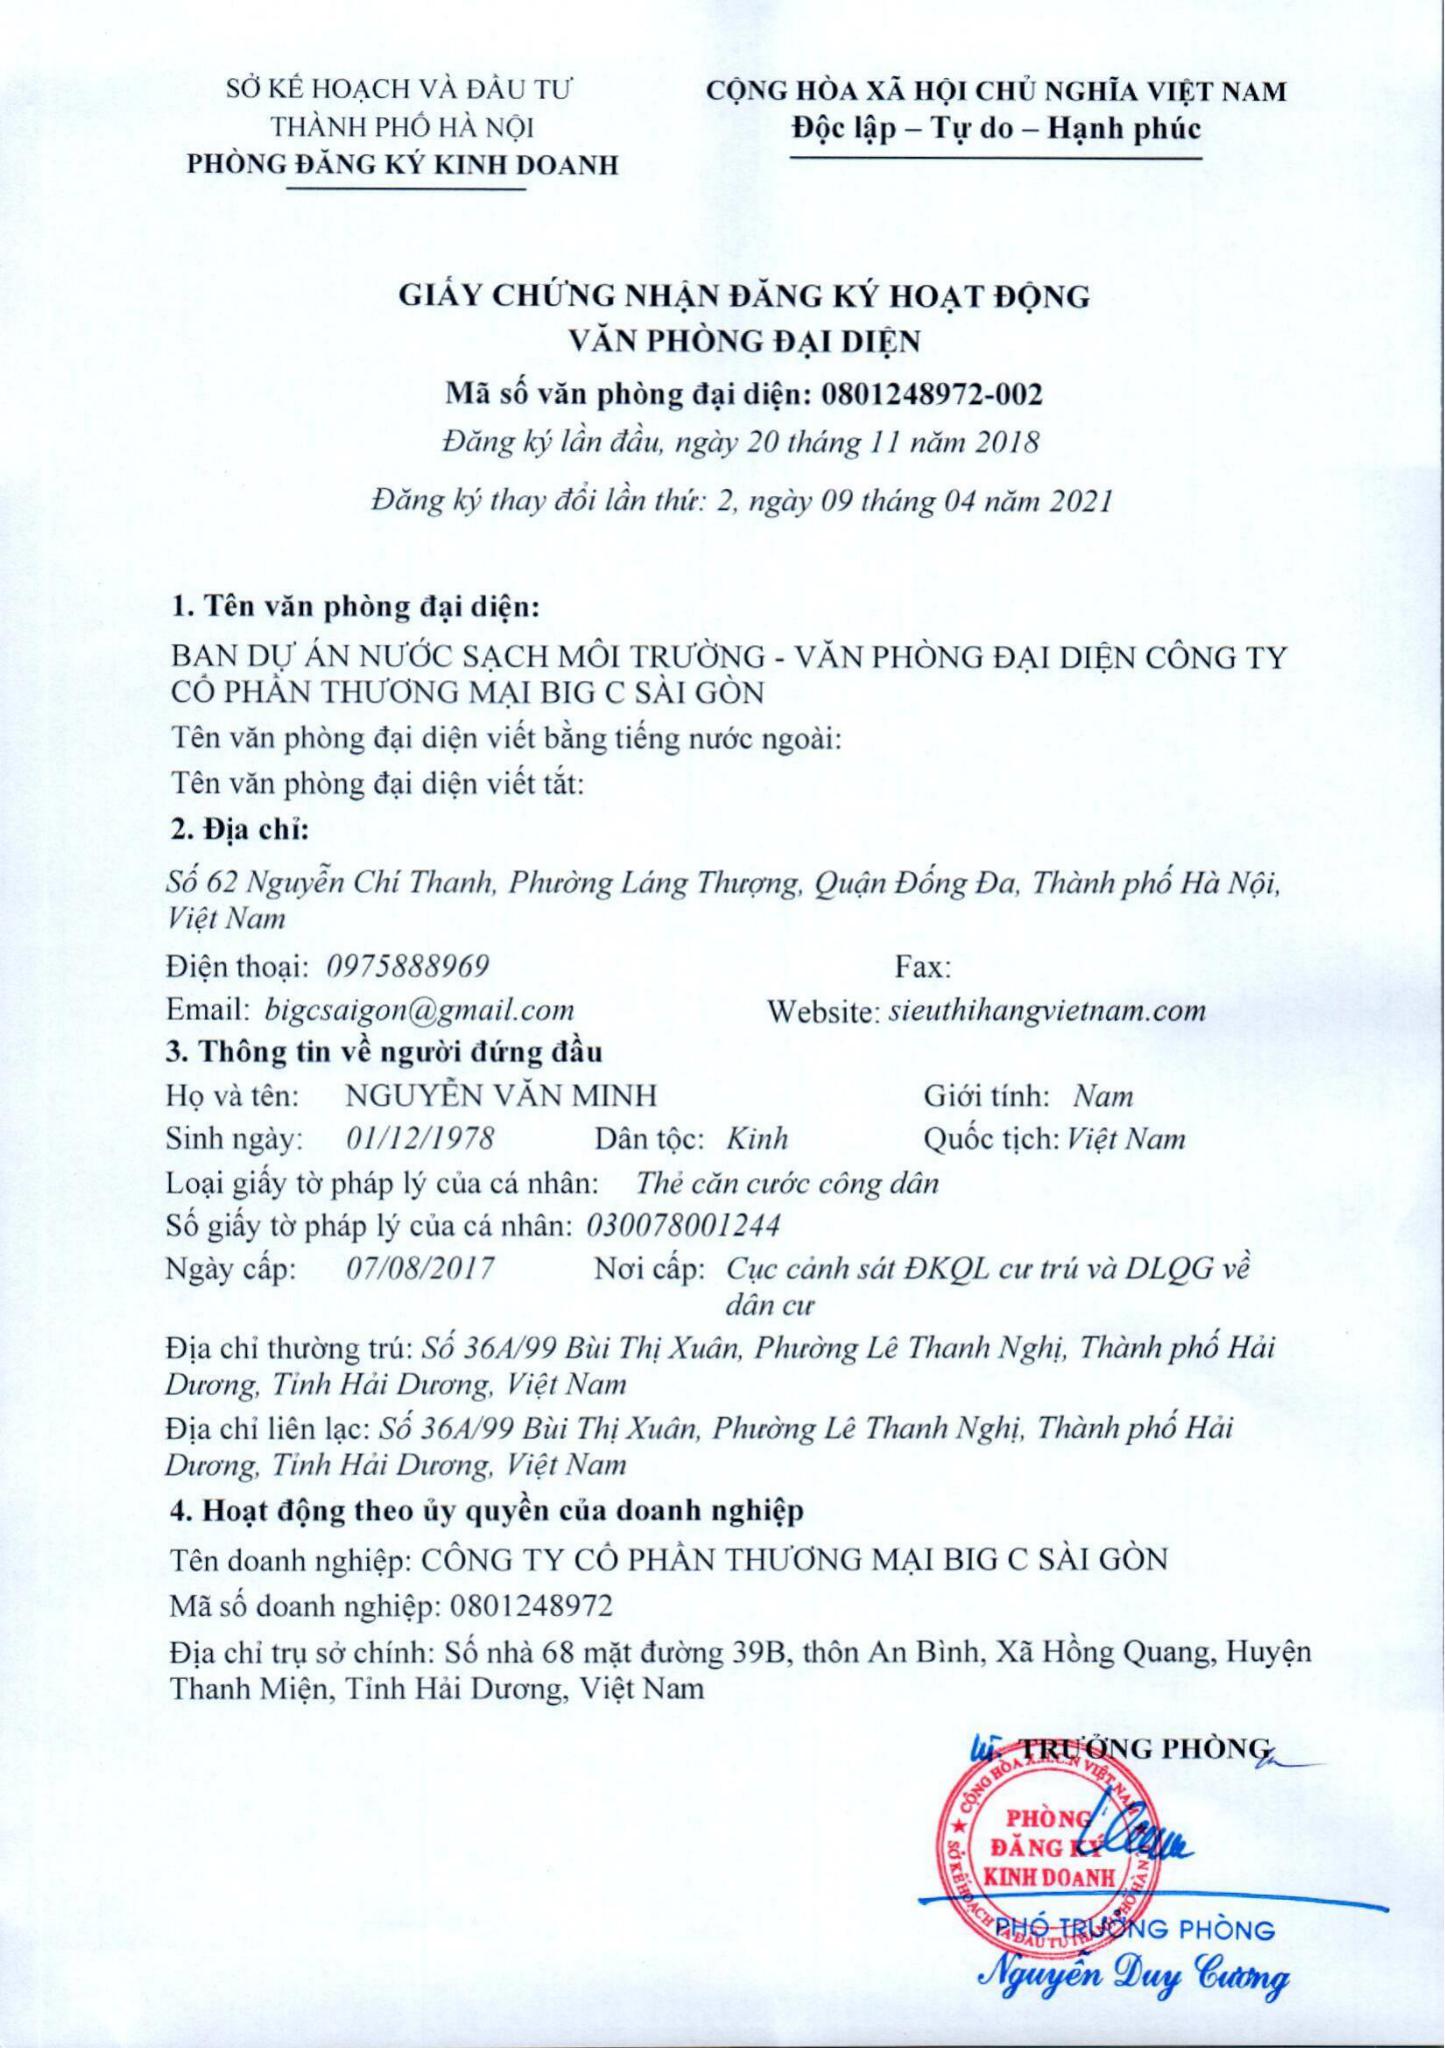 SỞ KẾ HOẠCH VÀ ĐẦU TƯ
THÀNH PHỐ HÀ NỘI
PHÒNG ĐĂNG KÝ KINH DOANH
CỘNG HÒA XÃ HỘI CHỦ NGHĨA VIỆT NAM
Độc lập – Tự do – Hạnh phúc
GIẤY CHỨNG NHẬN ĐĂNG KÝ HOẠT ĐỘNG
VĂN PHÒNG ĐẠI DIỆN
Mã số văn phòng đại diện: 0801248972-002
Đăng ký lần đầu, ngày 20 tháng 11 năm 2018
Đăng ký thay đổi lần thứ: 2, ngày 09 tháng 04 năm 2021
1. Tên văn phòng đại diện:
BAN DỰ ÁN NƯỚC SẠCH MÔI TRƯỜNG - VĂN PHÒNG ĐẠI DIỆN CÔNG TY
CỔ PHẦN THƯƠNG MẠI BIG C SÀI GÒN
Tên văn phòng đại diện viết bằng tiếng nước ngoài:
Tên văn phòng đại diện viết tắt:
2. Địa chỉ:
Số 62 Nguyễn Chí Thanh, Phường Láng Thượng, Quận Đống Đa, Thành phố Hà Nội,
Việt Nam
Điện thoại: 0975888969 Fax:
Email: bigcsaigon@gmail.com Website: sieuthihangvietnam.com
3. Thông tin về người đứng đầu
Họ và tên: NGUYỄN VĂN MINH Giới tính: Nam
Sinh ngày: 01/12/1978 Dân tộc: Kinh Quốc tịch: Việt Nam
Loại giấy tờ pháp lý của cá nhân: Thẻ căn cước công dân
Số giấy tờ pháp lý của cá nhân: 030078001244
Ngày cấp: 07/08/2017 Nơi cấp: Cục cảnh sát ĐKQL cư trú và DLQG về
dân cư
Địa chỉ thường trú: Số 36A/99 Bùi Thị Xuân, Phường Lê Thanh Nghị, Thành phố Hải
Dương, Tỉnh Hải Dương, Việt Nam
Địa chỉ liên lạc: Số 36A/99 Bùi Thị Xuân, Phường Lê Thanh Nghị, Thành phố Hải
Dương, Tỉnh Hải Dương, Việt Nam
4. Hoạt động theo ủy quyền của doanh nghiệp
Tên doanh nghiệp: CÔNG TY CỔ PHẦN THƯƠNG MẠI BIG C SÀI GÒN
Mã số doanh nghiệp: 0801248972
Địa chỉ trụ sở chính: Số nhà 68 mặt đường 39B, thôn An Bình, Xã Hồng Quang, Huyện
Thanh Miện, Tỉnh Hải Dương, Việt Nam
TRƯỞNG PHÒNG
CỘNG HÒA X.H.C.N VIỆT NAM
PHÒNG
ĐĂNG KÝ
KINH DOANH
SỞ KẾ HOẠCH VÀ ĐẦU TƯ THÀNH PHỐ HÀ NỘI
PHÓ TRƯỞNG PHÒNG
Nguyễn Duy Cương